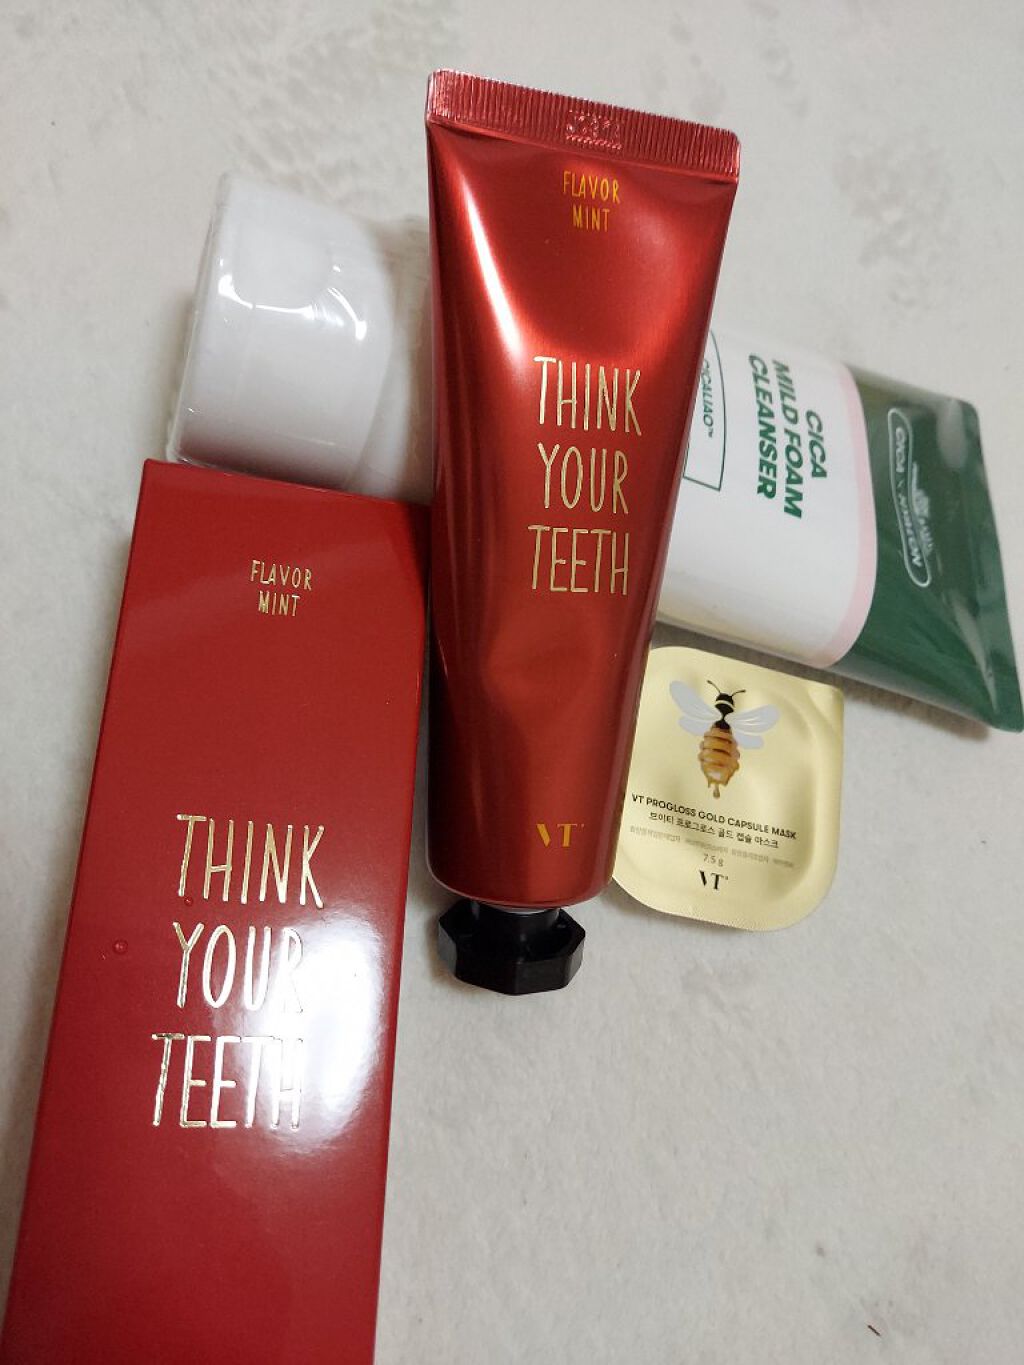 FLAVOR
MINT
THINK
YOUR
TEETH
VT
FLAVOR
MINT
THINK
YOUR
TEETH
CICA
MILD FOAM
CLEANSER
CICALIAO™
VT PROGLOSS GOLD CAPSULE MASK
브이티 프로그로스 골드 캡슐 마스크
7.5 g
VT